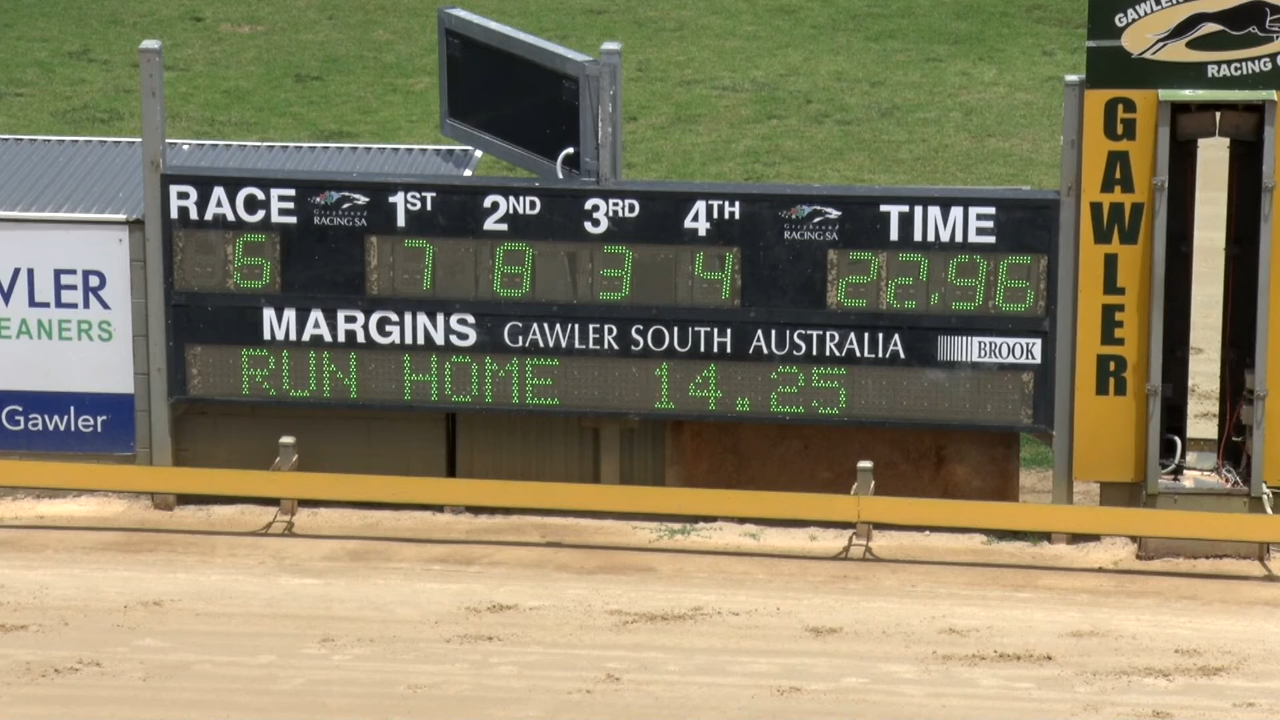 GAWLER
RACING
GAWLER
RACE
Greyhound
RACING SA
1ST
2ND
3RD
4TH
Greyhound
RACING SA
TIME
6
7
8
3
4
22.96
MARGINS
GAWLER SOUTH AUSTRALIA
BROOK
RUN HOME 14.25
WLER
EANERS
Gawler